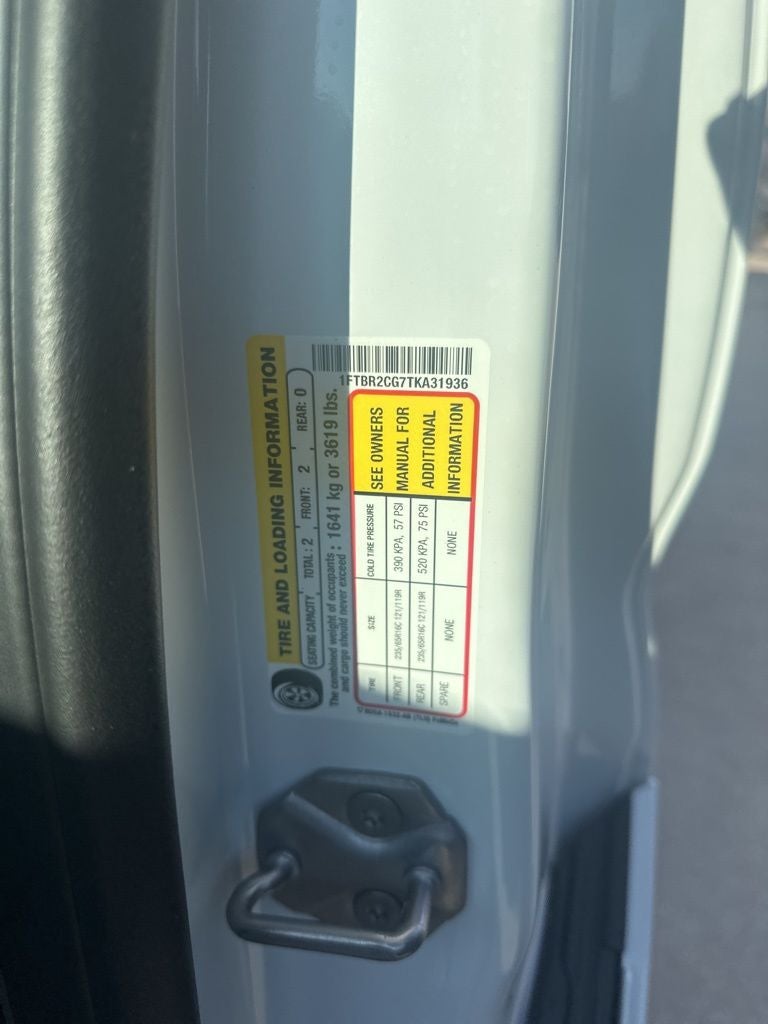 TIRE AND LOADING INFORMATION
SEATING CAPACITY TOTAL: 2 FRONT: 2 REAR: 0
The combined weight of occupants and cargo should never exceed: 1641 kg or 3619 lbs.
1FTBR2CG7TKA31936
TIRE SIZE COLD TIRE PRESSURE
FRONT 235/65R16C 121/119R 390 KPA, 57 PSI
REAR 235/65R16C 121/119R 520 KPA, 75 PSI
SPARE NONE NONE
SEE OWNERS
MANUAL FOR
ADDITIONAL
INFORMATION